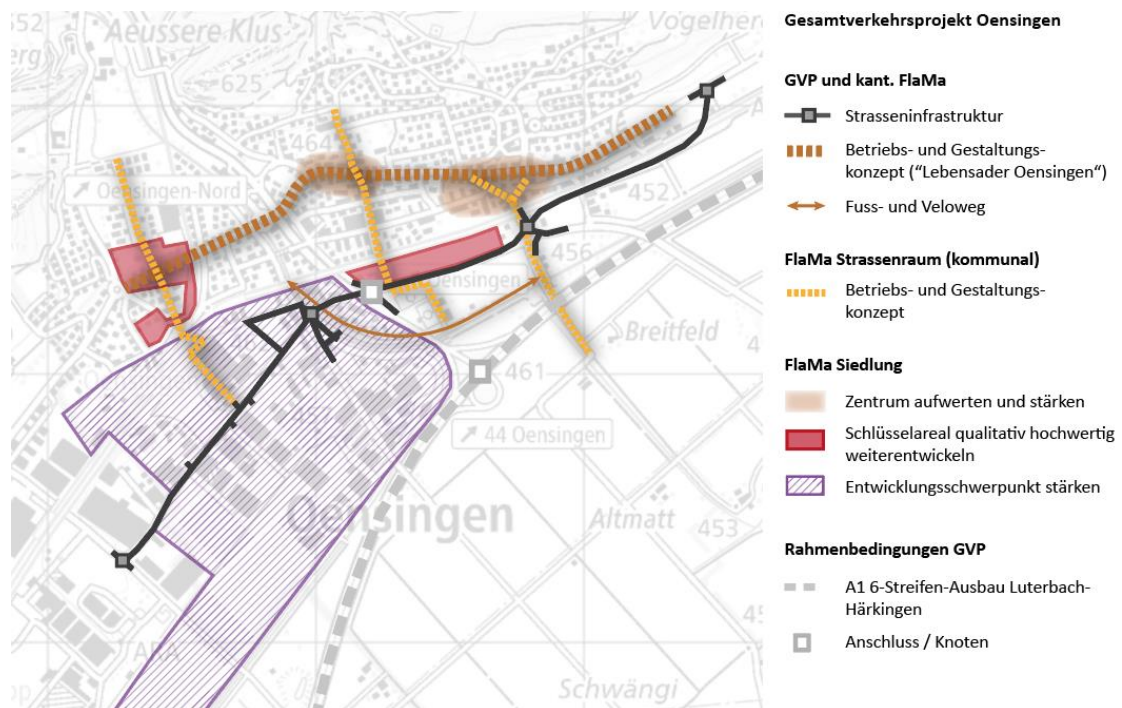 Gesamtverkehrsprojekt Oensingen
GVP und kant. FlaMa
Strasseninfrastruktur
Betriebs- und Gestaltungs-
konzept (“Lebensader Oensingen“)
Fuss- und Veloweg
FlaMa Strassenraum (kommunal)
Betriebs- und Gestaltungs-
konzept
FlaMa Siedlung
Zentrum aufwerten und stärken
Schlüsselareal qualitativ hochwertig
weiterentwickeln
Entwicklungsschwerpunkt stärken
Rahmenbedingungen GVP
A1 6-Streifen-Ausbau Luterbach-
Härkingen
Anschluss / Knoten
Aeussere Klus
625
Oensingen-Nord
452
Oensingen
Breitfeld
461
44 Oensingen
Oensingen
Altmatt
453
ARA
Schwängi